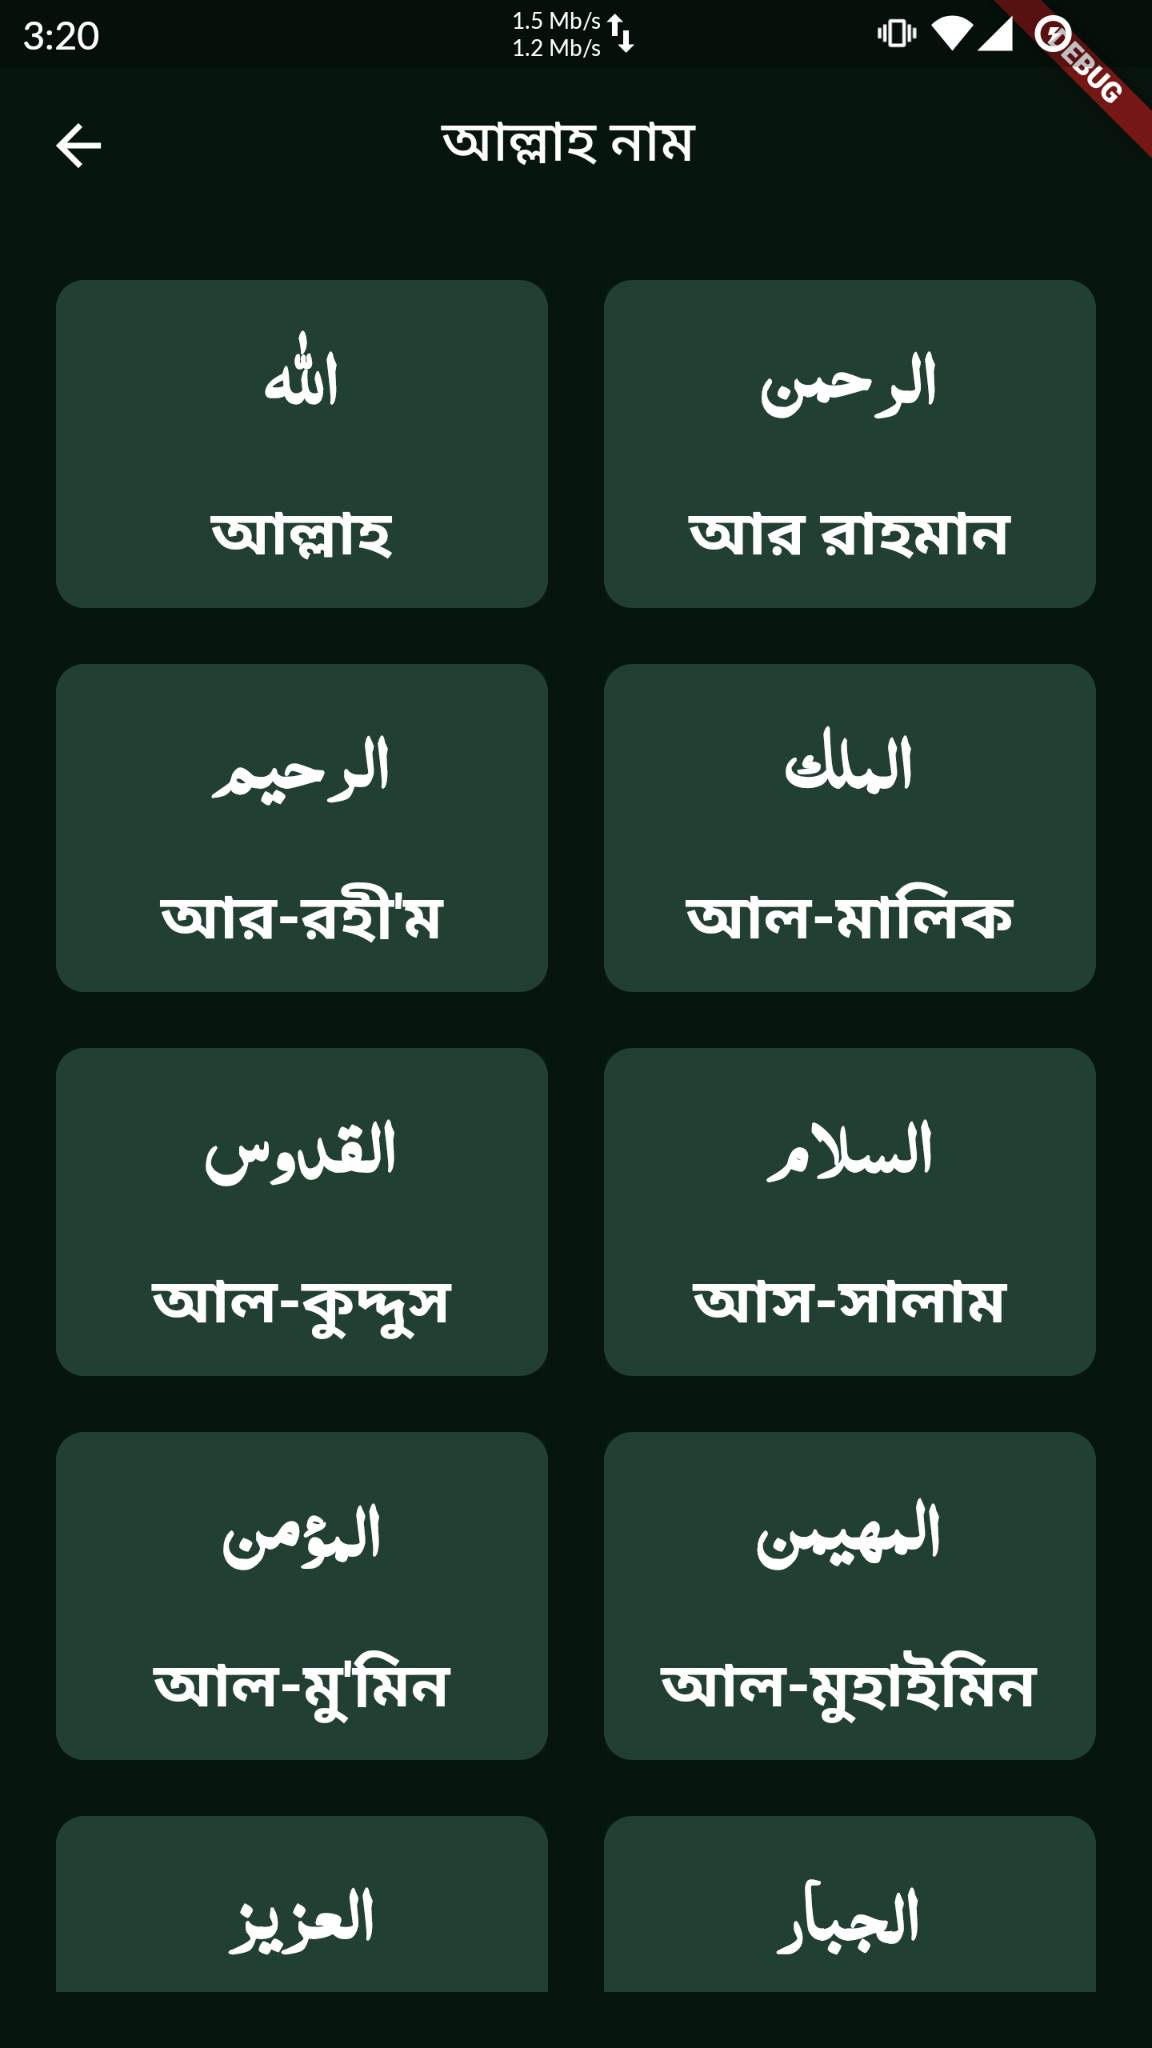 3:20
1.5 Mb/s
1.2 Mb/s
DEBUG
আল্লাহ নাম
الله
আল্লাহ
الرحمن
আর রাহমান
الرحيم
আর-রহী'ম
الملك
আল-মালিক
القدوس
আল-কুদ্দুস
السلام
আস-সালাম
المؤمن
আল-মু'মিন
المهيمن
আল-মুহাইমিন
العزيز
الجبار